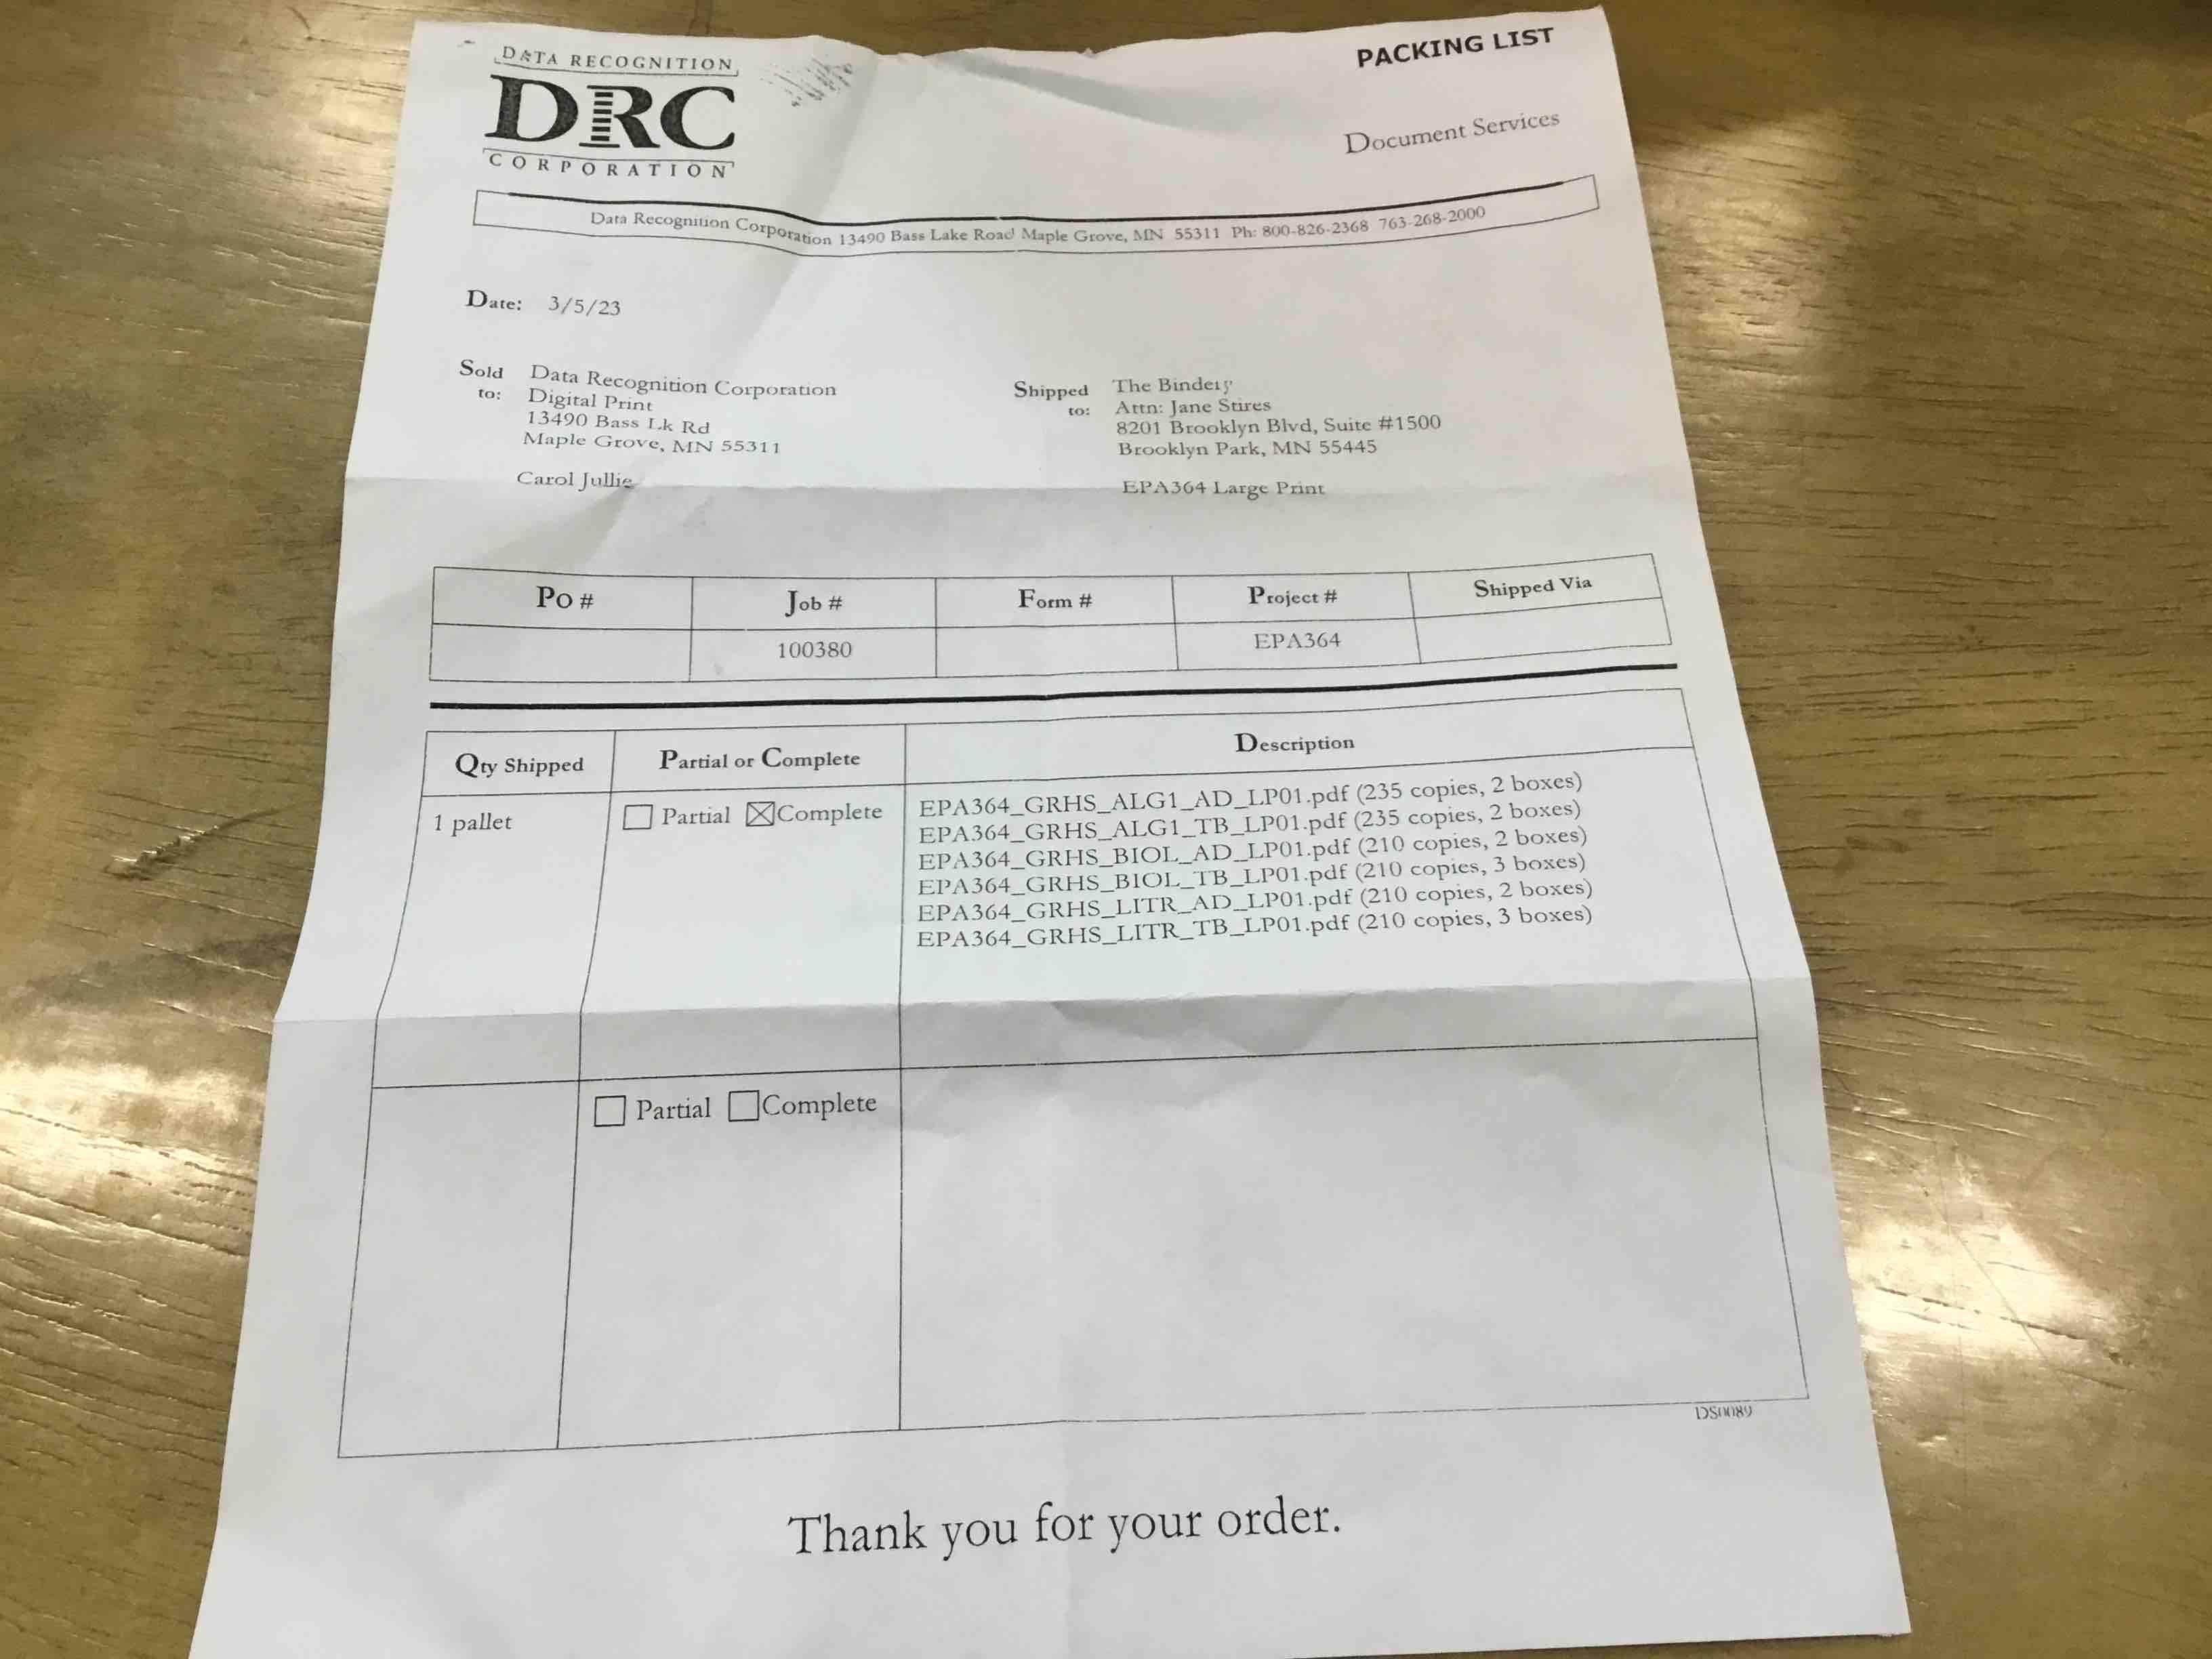 PACKING LIST
DATA RECOGNITION
DRC
CORPORATION
Document Services
Data Recognition Corporation 13490 Bass Lake Road Maple Grove, MN 55311 Ph: 800-826-2368 763-268-2000
Date: 3/5/23
Sold to:
Data Recognition Corporation
Digital Print
13490 Bass Lk Rd
Maple Grove, MN 55311
Carol Jullie
Shipped to:
The Bindery
Attn: Jane Stires
8201 Brooklyn Blvd, Suite #1500
Brooklyn Park, MN 55445
EPA364 Large Print
Po # Job # Form # Project # Shipped Via
100380 EPA364
Qty Shipped Partial or Complete Description
1 pallet Partial Complete
EPA364_GRHS_ALG1_AD_LP01.pdf (235 copies, 2 boxes)
EPA364_GRHS_ALG1_TB_LP01.pdf (235 copies, 2 boxes)
EPA364_GRHS_BIOL_AD_LP01.pdf (210 copies, 2 boxes)
EPA364_GRHS_BIOL_TB_LP01.pdf (210 copies, 3 boxes)
EPA364_GRHS_LITR_AD_LP01.pdf (210 copies, 2 boxes)
EPA364_GRHS_LITR_TB_LP01.pdf (210 copies, 3 boxes)
Partial Complete
DS0089
Thank you for your order.